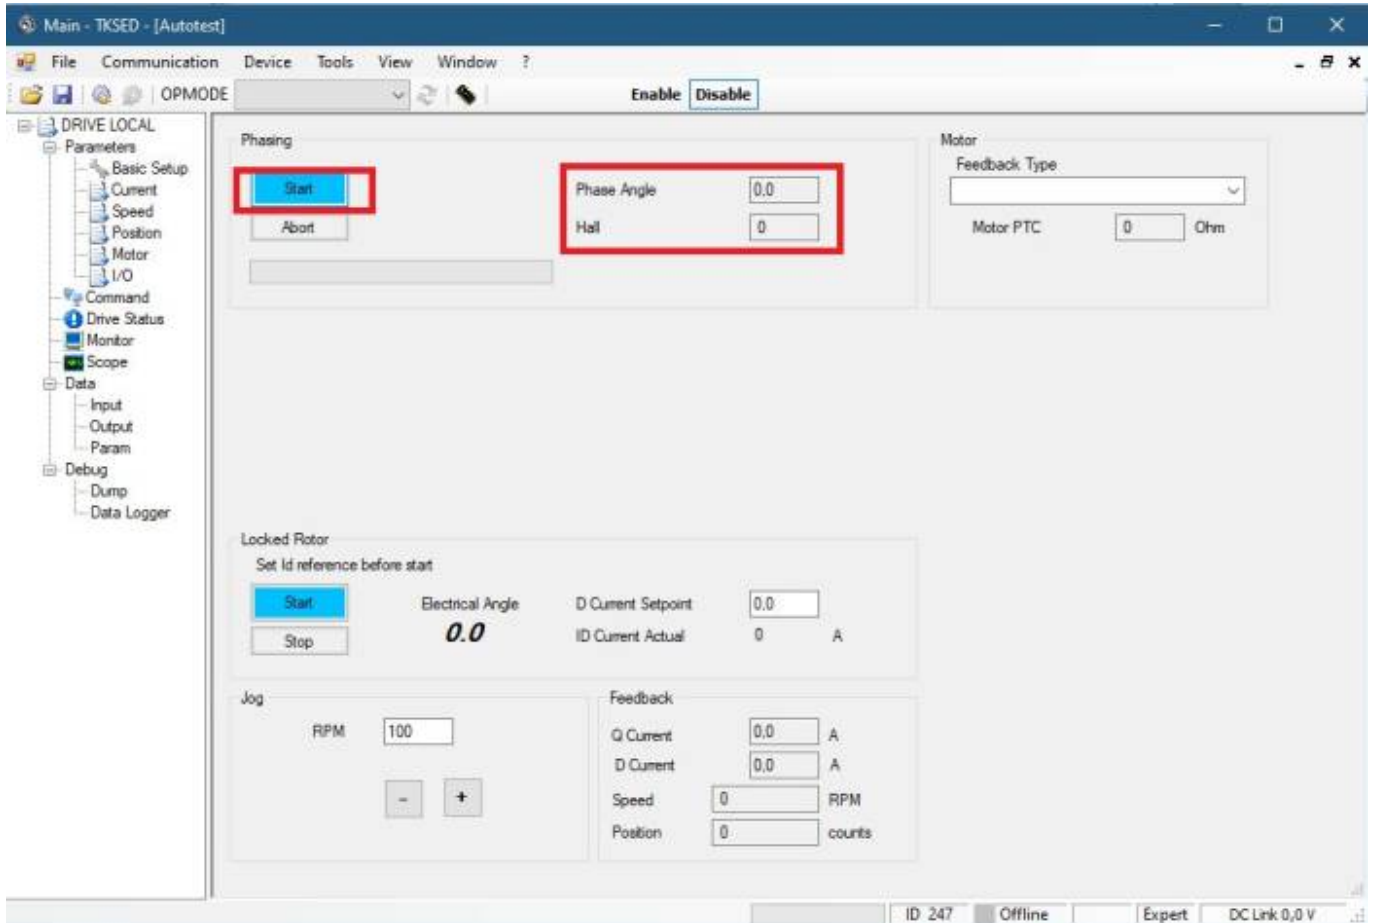 Main - TKSED - [Autotest]
File Communication Device Tools View Window ?
OPMODE Enable Disable
DRIVE LOCAL
Parameters
Basic Setup
Current
Speed
Position
Motor
I/O
Command
Drive Status
Monitor
Scope
Data
Input
Output
Param
Debug
Dump
Data Logger
Phasing
Start
Abort
Phase Angle 0.0
Hall 0
Motor
Feedback Type
Motor PTC 0 Ohm
Locked Rotor
Set Id reference before start
Start Electrical Angle D Current Setpoint 0.0
Stop 0.0 ID Current Actual 0 A
Jog
RPM 100
- +
Feedback
Q Current 0,0 A
D Current 0,0 A
Speed 0 RPM
Position 0 counts
ID 247 Offline Expert DC Link 0,0 V